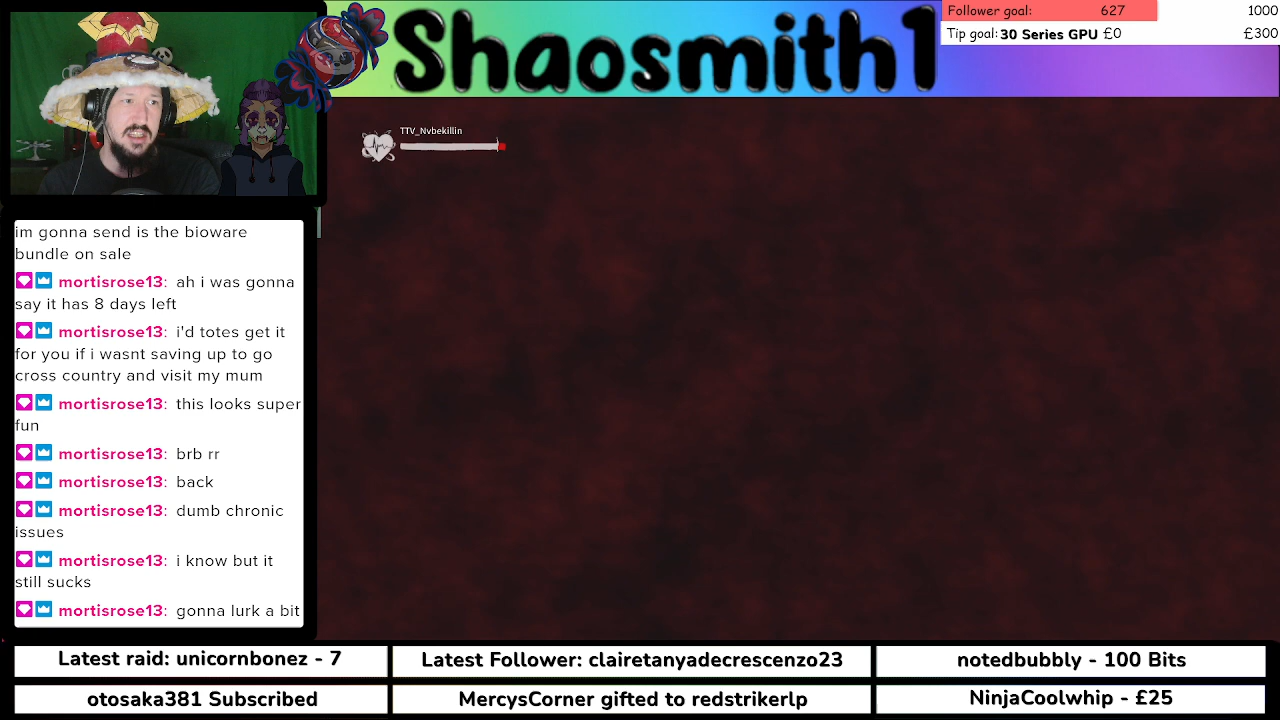 Shaosmith1
Follower goal: 627 1000
Tip goal: 30 Series GPU £0 £300
TTV_Nvbekillin
im gonna send is the bioware
bundle on sale
mortisrose13: ah i was gonna
say it has 8 days left
mortisrose13: i'd totes get it
for you if i wasnt saving up to go
cross country and visit my mum
mortisrose13: this looks super
fun
mortisrose13: brb rr
mortisrose13: back
mortisrose13: dumb chronic
issues
mortisrose13: i know but it
still sucks
mortisrose13: gonna lurk a bit
Latest raid: unicornbonez - 7
Latest Follower: clairetanyadecrescenzo23
notedbubbly - 100 Bits
otosaka381 Subscribed
MercysCorner gifted to redstrikerlp
NinjaCoolwhip - £25